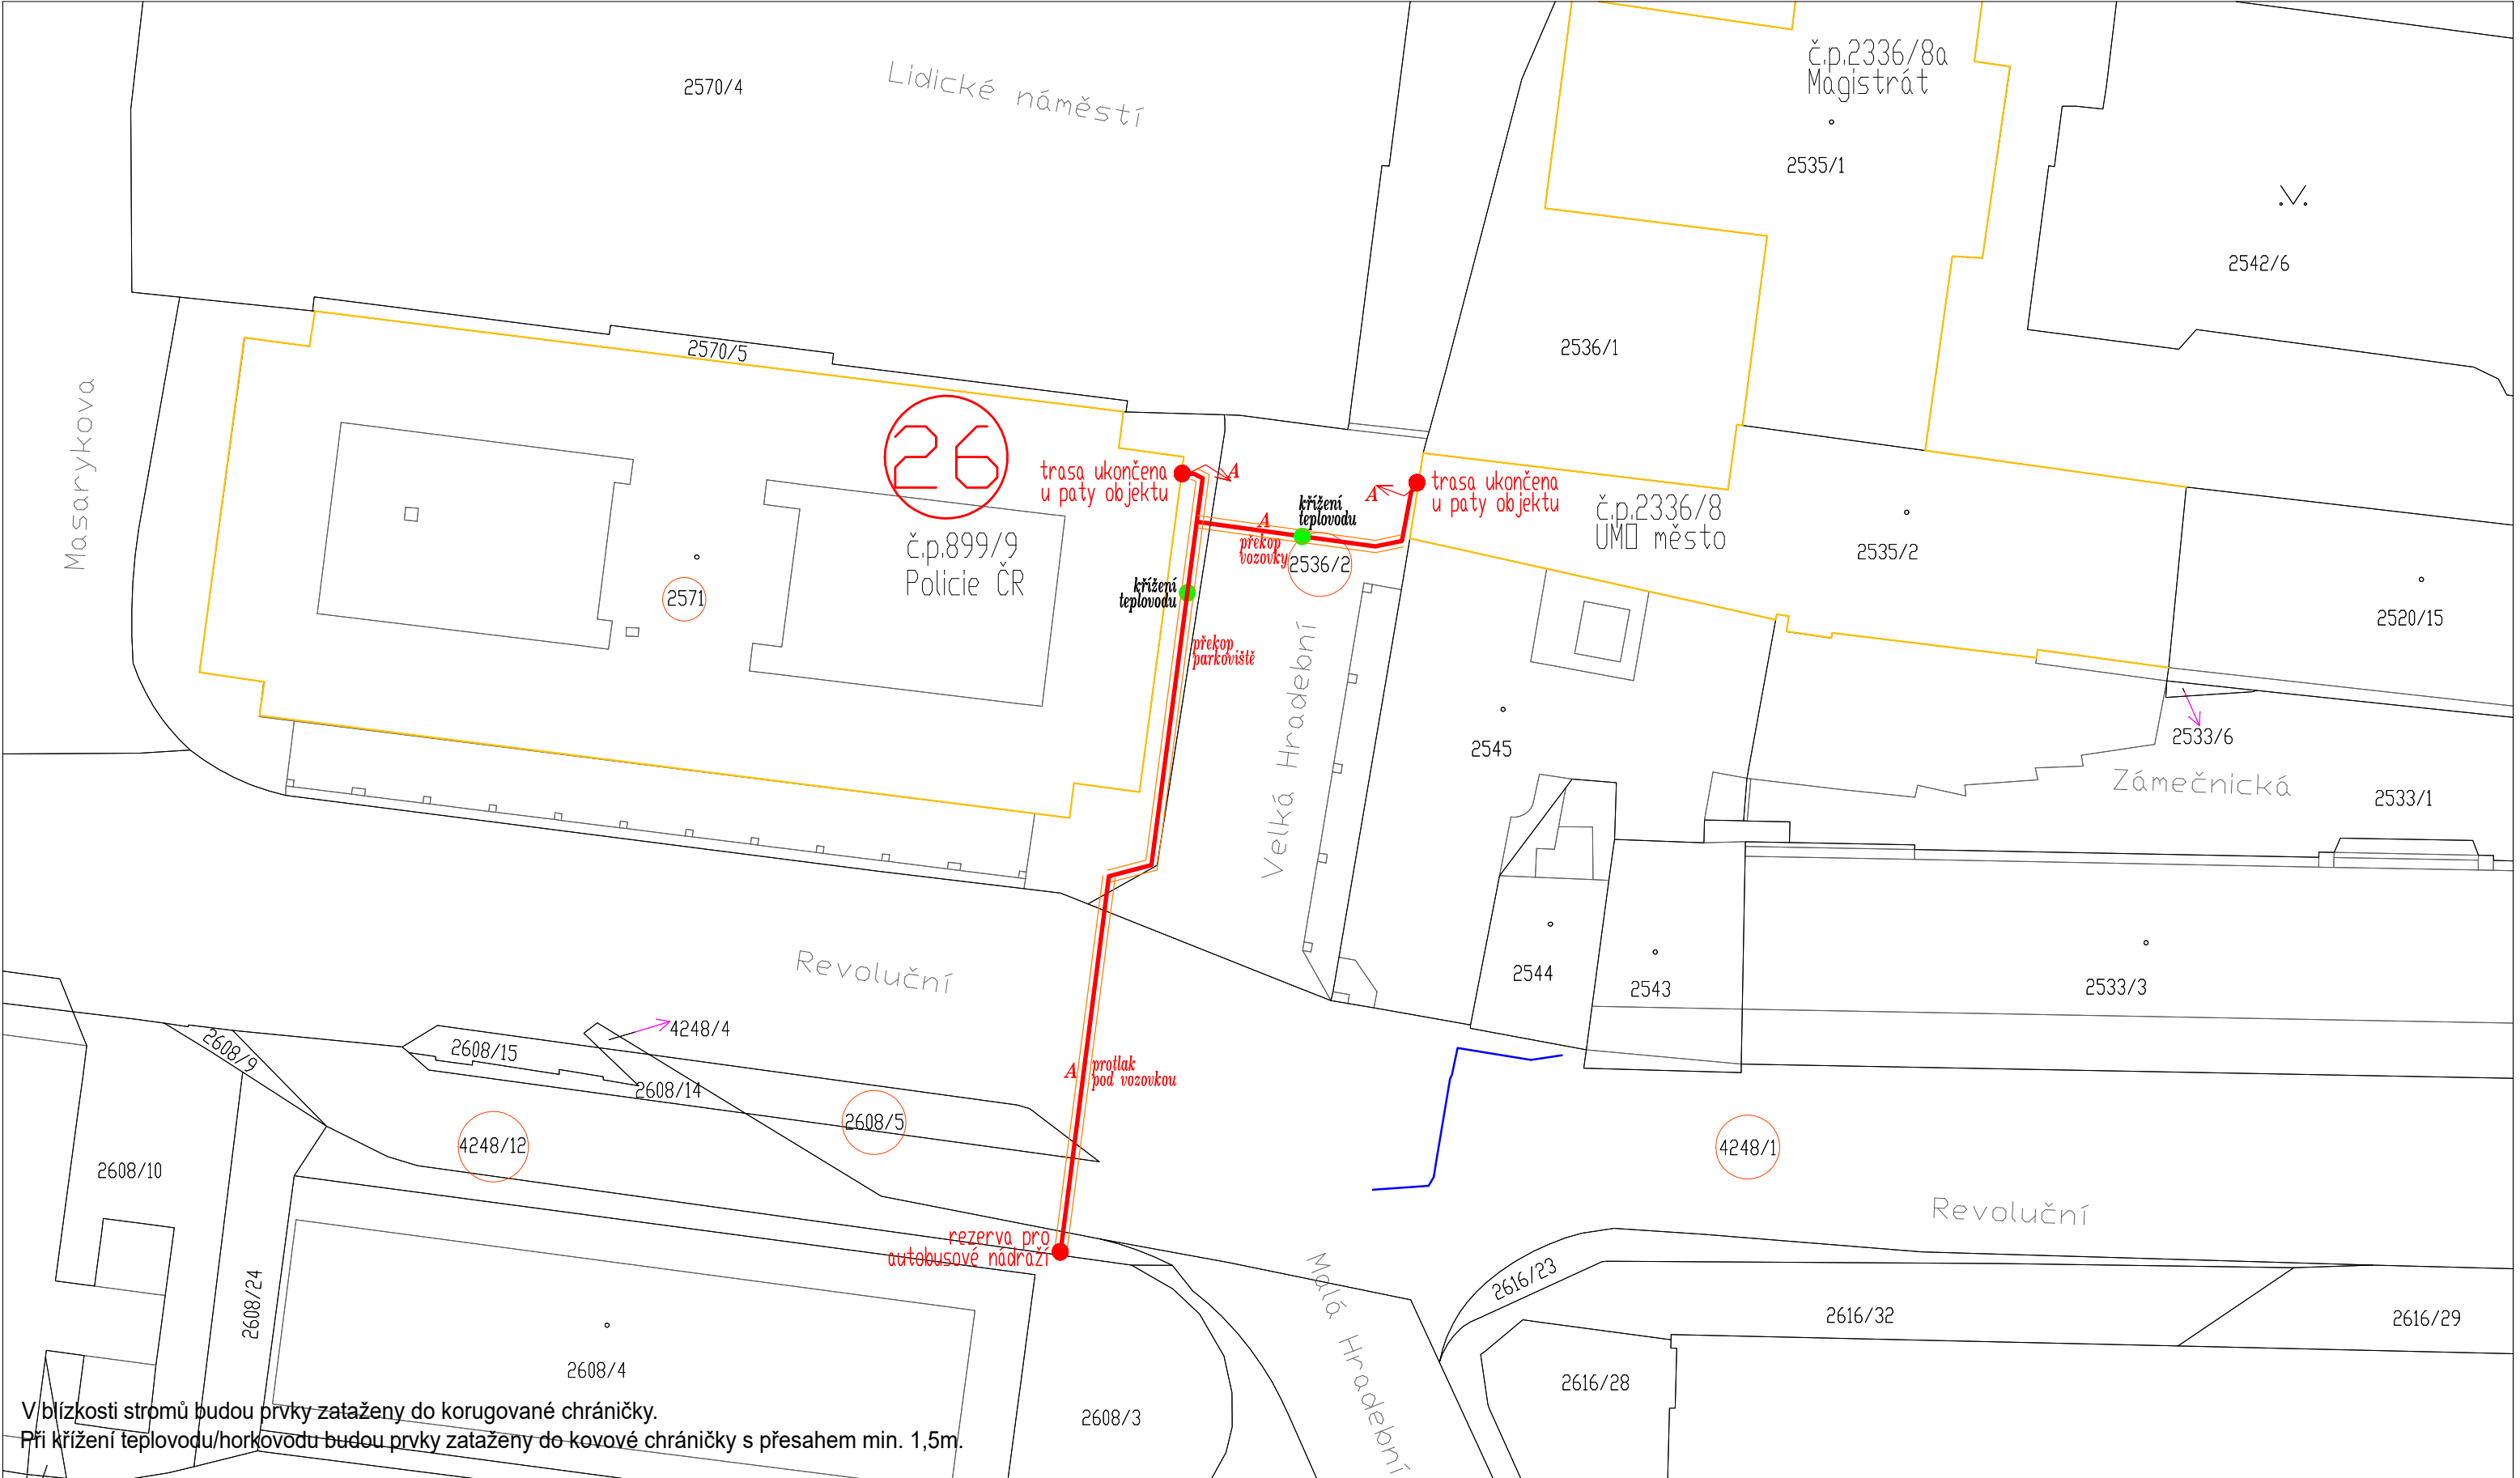 2570/4
Lidické náměstí
č.p.2336/8a
Magistrát
2535/1
2542/6
2570/5
2536/1
Masarykova
26
trasa ukončena
u paty objektu
A
A
trasa ukončena
u paty objektu
křížení
teplovodu
A
překop
vozovky
2536/2
č.p.2336/8
město
2535/2
č.p.899/9
Policie ČR
2571
křížení
teplovodu
překop
parkoviště
2520/15
Velká Hradební
2545
2533/6
Zámečnická
2533/1
Revoluční
2544
2543
2533/3
2608/9
2608/15
4248/4
2608/14
A
protlak
pod vozovkou
4248/12
2608/5
4248/1
2608/10
Revoluční
rezerva pro
autobusové nádraží
Malá Hradební
2608/24
2616/23
2616/32
2616/29
2608/4
2616/28
2608/3
V blízkosti stromů budou prvky zataženy do korugované chráničky.
Při křížení teplovodu/horkovodu budou prvky zataženy do kovové chráničky s přesahem min. 1,5m.